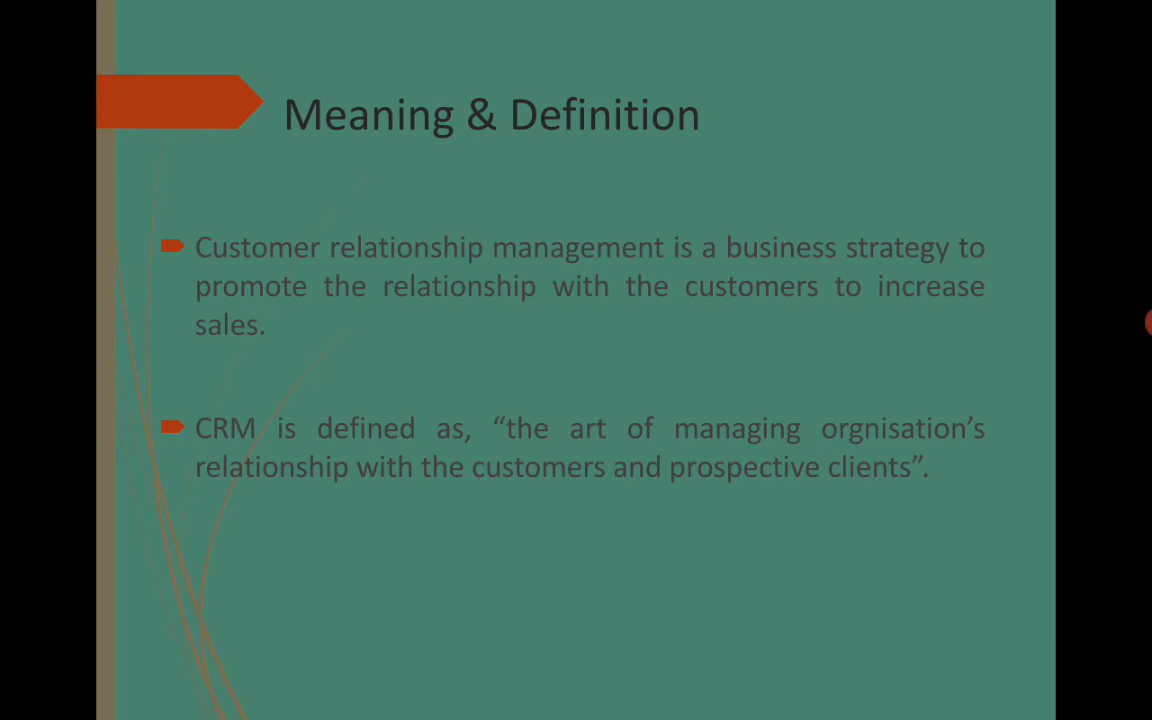 Meaning & Definition
Customer relationship management is a business strategy to
promote the relationship with the customers to increase
sales.
CRM is defined as, “the art of managing orgnisation’s
relationship with the customers and prospective clients”.